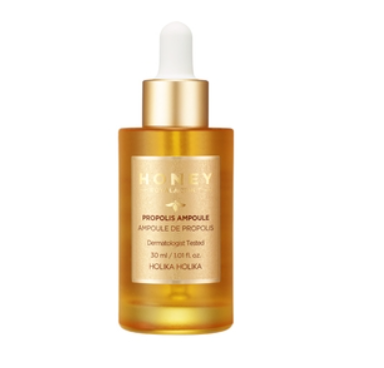 HONEY
PROPOLIS AMPOULE
AMPOULE DE PROPOLIS
Dermatologist Tested
30 ml / 1.01 fl. oz.
HOLIKA HOLIKA